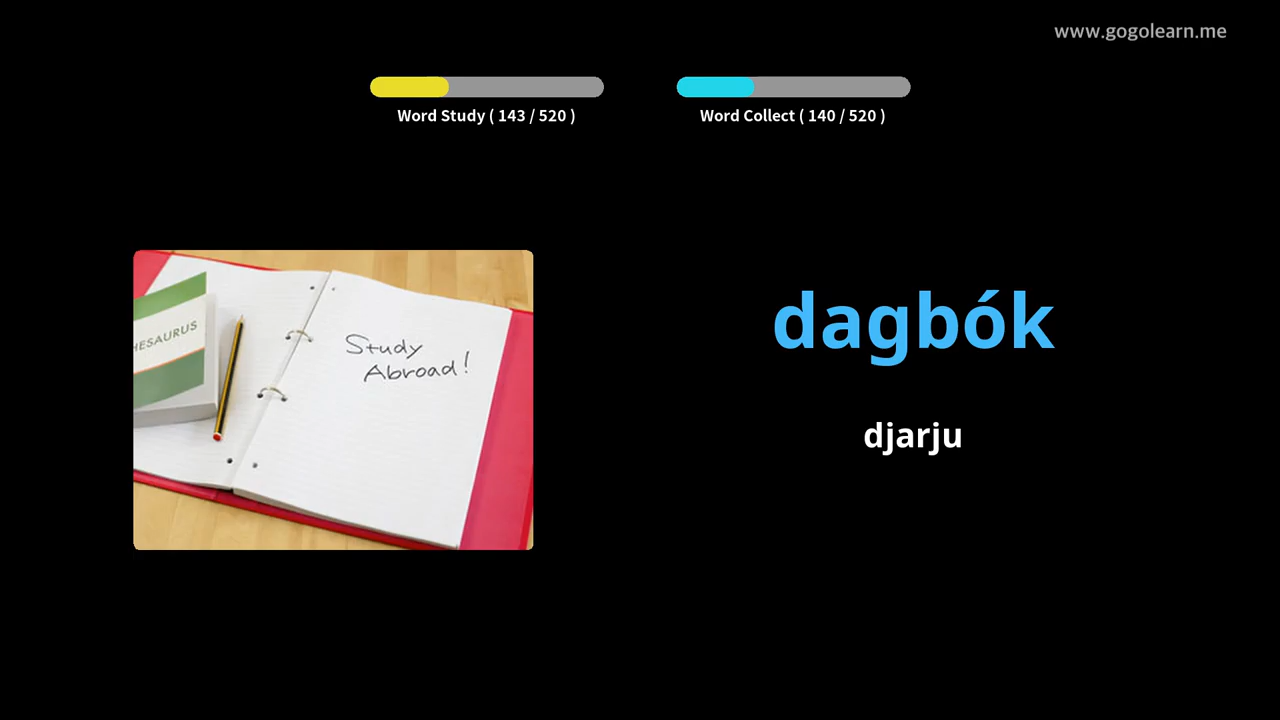 www.gogolearn.me
Word Study ( 143 / 520 )
Word Collect ( 140 / 520 )
HESAURUS
Study
Abroad!
dagbók
djarju